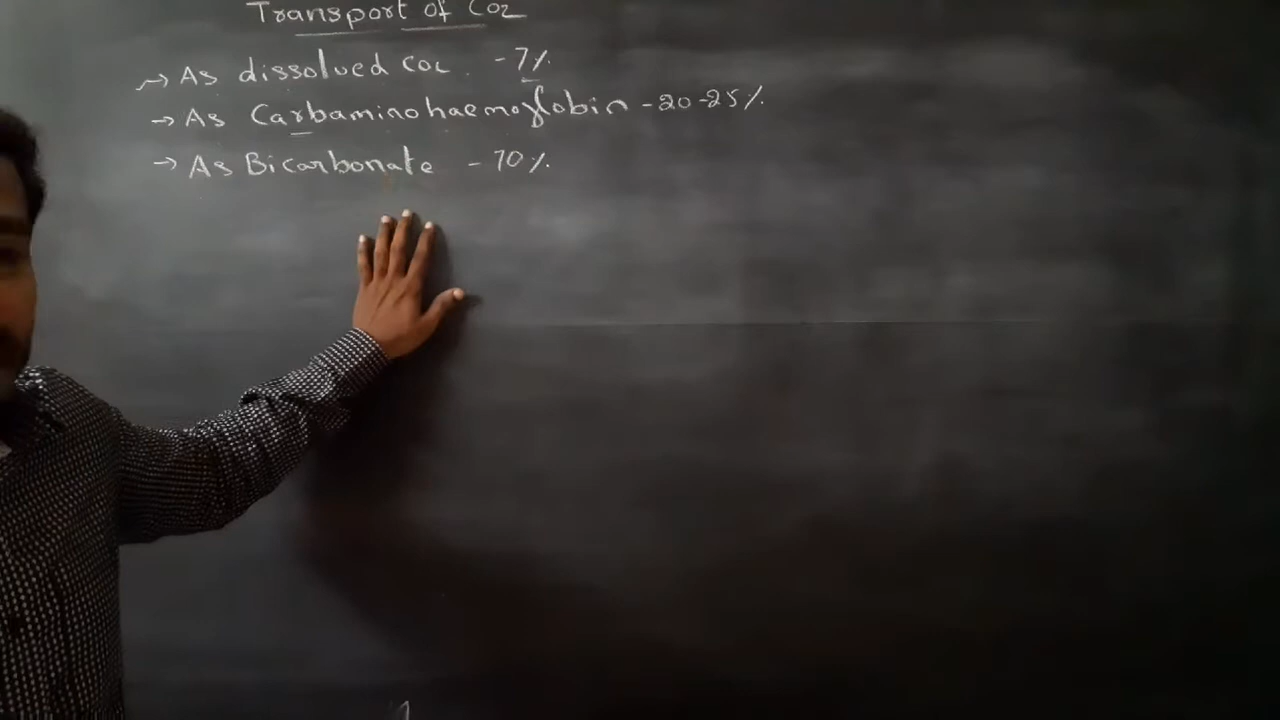 Transport of CO2
→ As dissolved CO2 - 7%
→ As Carbaminohaemoglobin - 20-25%
→ As Bicarbonate - 70%